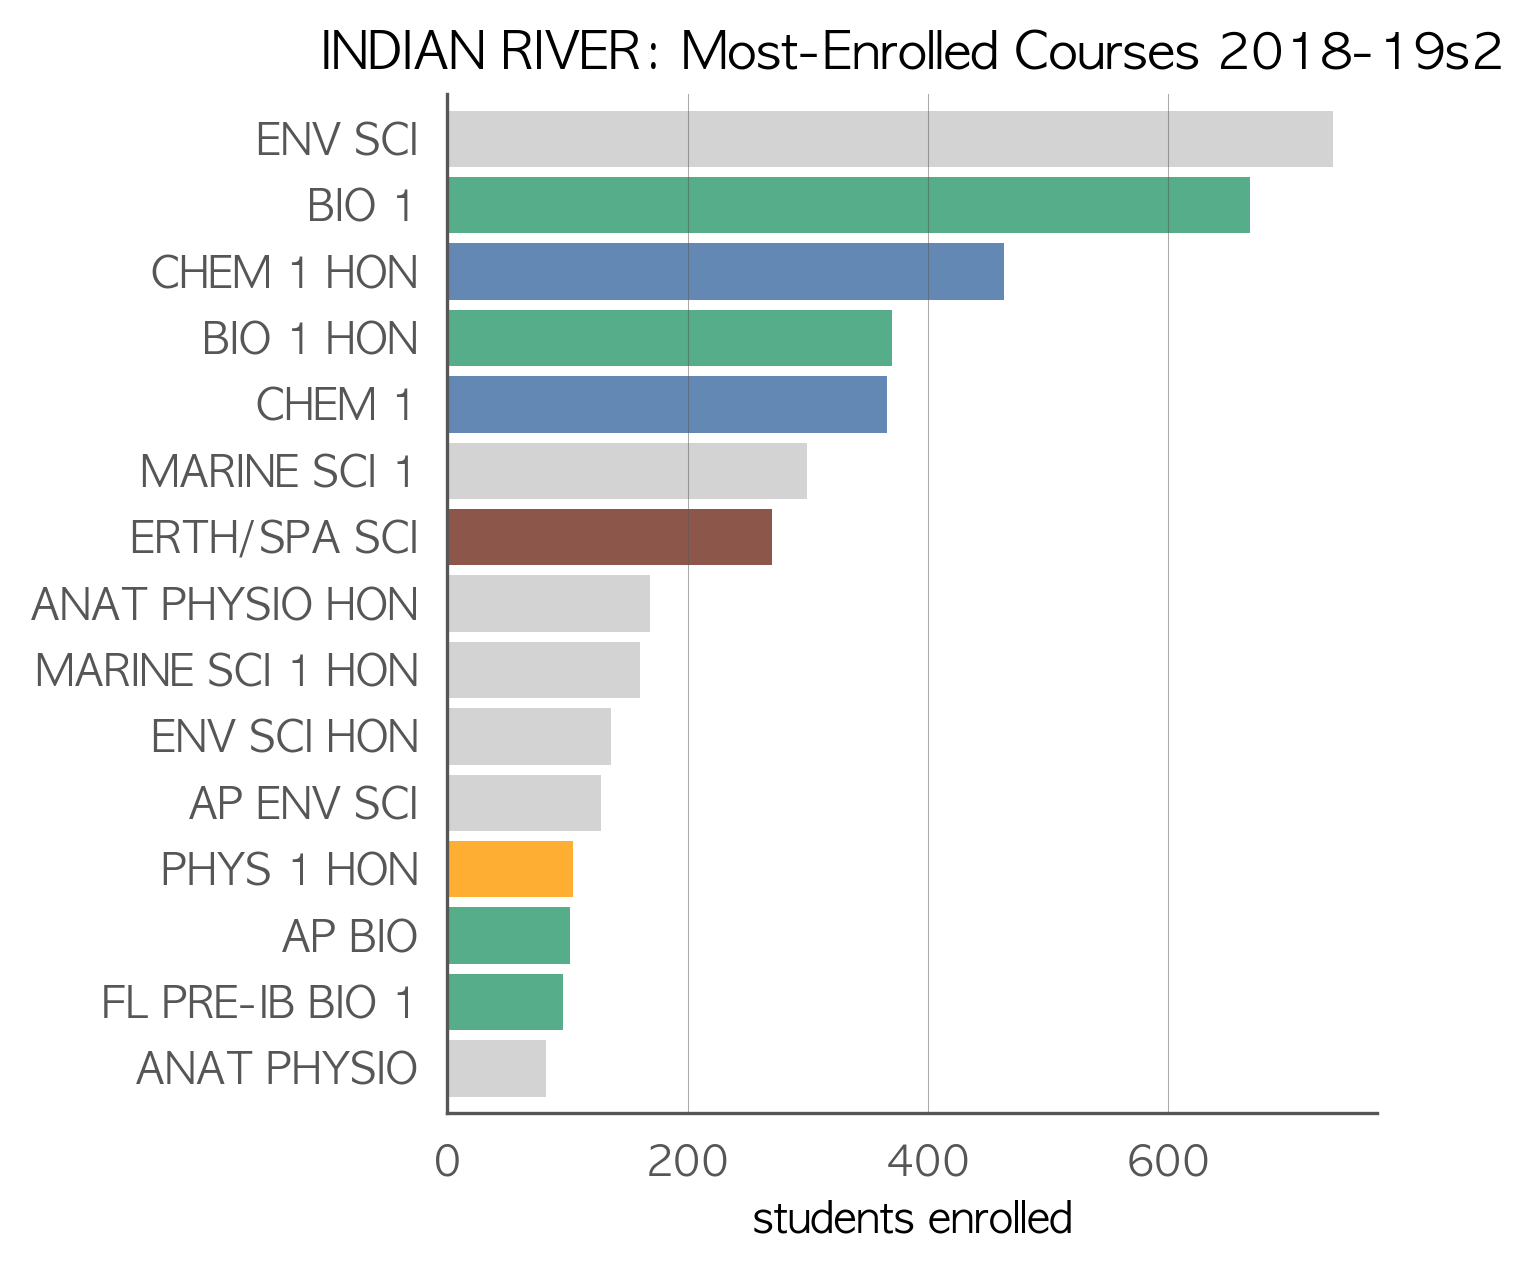 INDIAN RIVER: Most-Enrolled Courses 2018-19s2
ENV SCI
BIO 1
CHEM 1 HON
BIO 1 HON
CHEM 1
MARINE SCI 1
ERTH/SPA SCI
ANAT PHYSIO HON
MARINE SCI 1 HON
ENV SCI HON
AP ENV SCI
PHYS 1 HON
AP BIO
FL PRE-IB BIO 1
ANAT PHYSIO
0 200 400 600
students enrolled